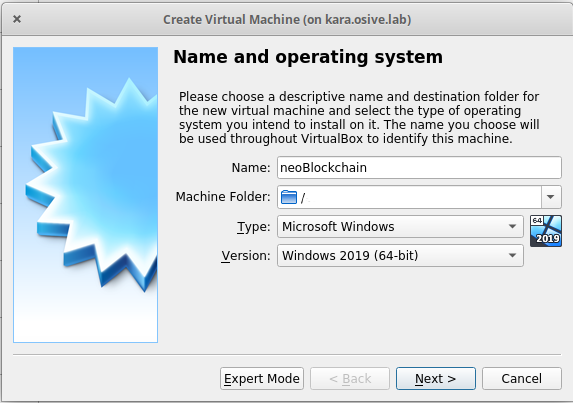 Create Virtual Machine (on kara.osive.lab)
Name and operating system
Please choose a descriptive name and destination folder for
the new virtual machine and select the type of operating
system you intend to install on it. The name you choose will
be used throughout VirtualBox to identify this machine.
Name: neoBlockchain
Machine Folder: /
Type: Microsoft Windows
64
2019
Version: Windows 2019 (64-bit)
Expert Mode < Back Next > Cancel